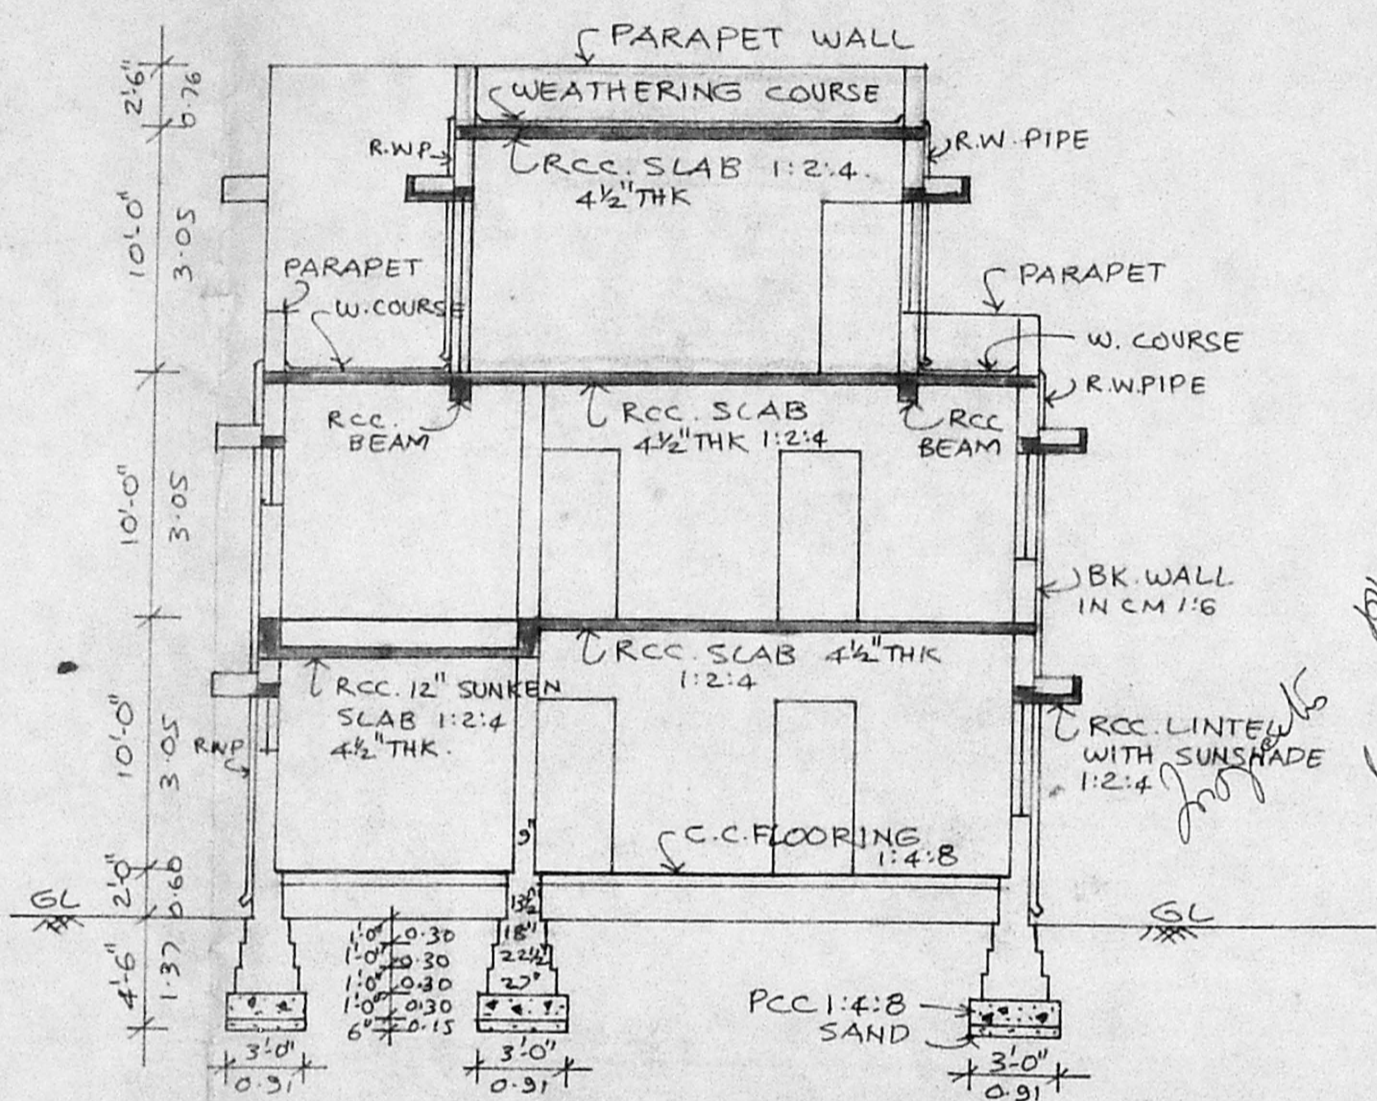 PARAPET WALL
WEATHERING COURSE
R.W.P
R.W. PIPE
RCC. SLAB 1:2:4.
4½" THK
2'-6"
0.76
10'-0"
3.05
PARAPET
W. COURSE
PARAPET
W. COURSE
R.W. PIPE
RCC.
BEAM
RCC. SLAB
4½" THK 1:2:4
RCC
BEAM
10'-0"
3.05
BK. WALL
IN CM 1:6
RCC. SLAB 4½" THK
1:2:4
RCC. 12" SUNKEN
SLAB 1:2:4
4½" THK.
10'-0"
3.05
RWP
RCC. LINTEL
WITH SUNSHADE
1:2:4
9"
C.C. FLOORING
1:4:8
2'-0"
0.60
13½"
GL
GL
4'-6"
1.37
1'-0" 0.30 18"
1'-0" 0.30 22½"
1'-0" 0.30 27"
1'-0" 0.30
6" 0.15
PCC 1:4:8
SAND
3'-0"
0.91
3'-0"
0.91
3'-0"
0.91